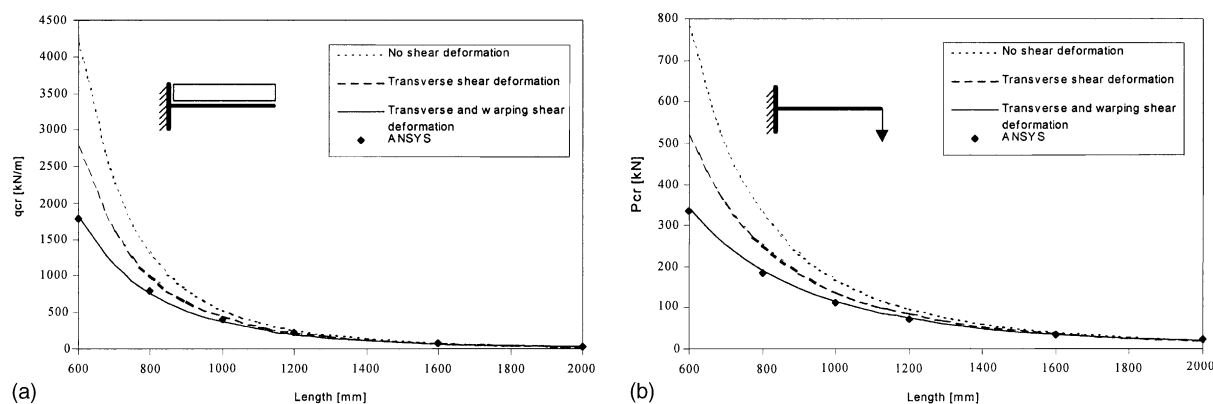 4500
4000
3500
3000
2500
2000
1500
1000
500
0
qcr [kN/m]
No shear deformation
Transverse shear deformation
Transverse and warping shear
deformation
ANSYS
600 800 1000 1200 1400 1600 1800 2000
Length [mm]
(a)
800
700
600
500
400
300
200
100
0
Pcr [kN]
No shear deformation
Transverse shear deformation
Transverse and warping shear
deformation
ANSYS
600 800 1000 1200 1400 1600 1800 2000
Length [mm]
(b)